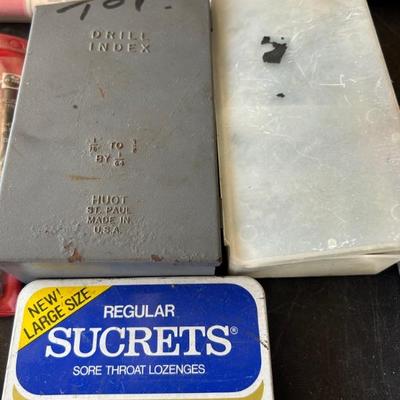 DRILL
INDEX
1/16 TO 1/2
BY 1/64
HUOT
ST. PAUL
MADE IN
U.S.A.
NEW!
LARGE SIZE
REGULAR
SUCRETS®
SORE THROAT LOZENGES